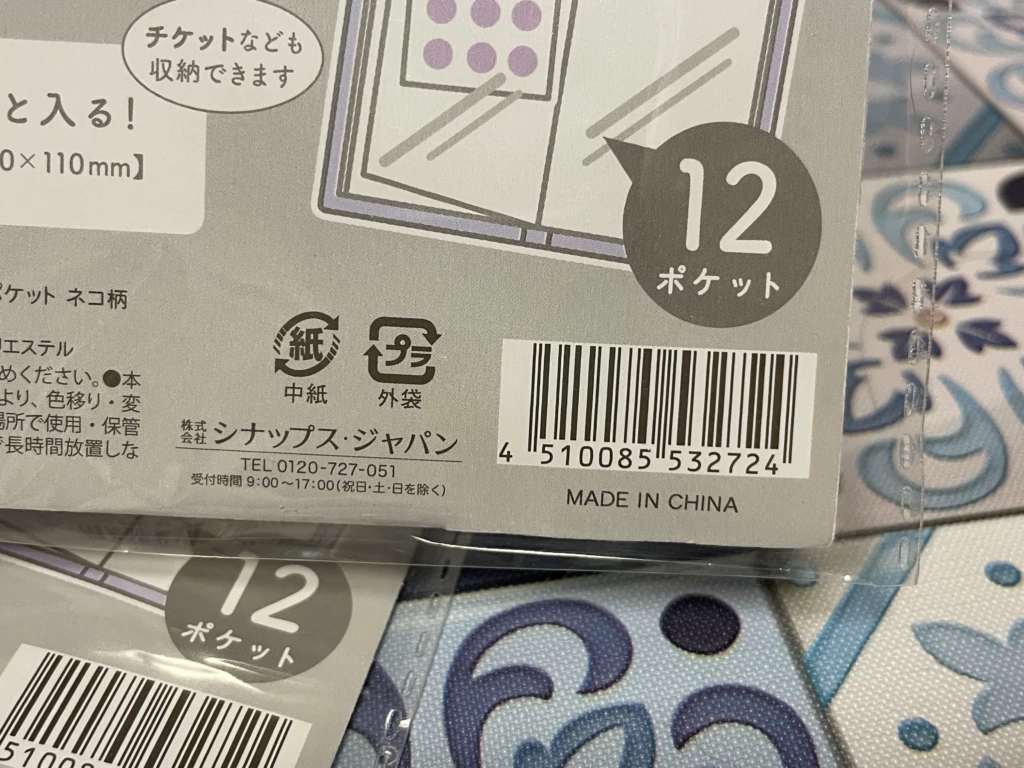 チケットなども
収納できます
と入る!
0×110mm】
12
ポケット
ポケット ネコ柄
エステル
めください。●本
より、色移り・変
場所で使用・保管
長時間放置しな
紙
プラ
中紙
外袋
株式会社 シナップス・ジャパン
TEL 0120-727-051
受付時間 9:00～17:00(祝日・土・日を除く)
4 510085 532724
MADE IN CHINA
12
ポケット
51008